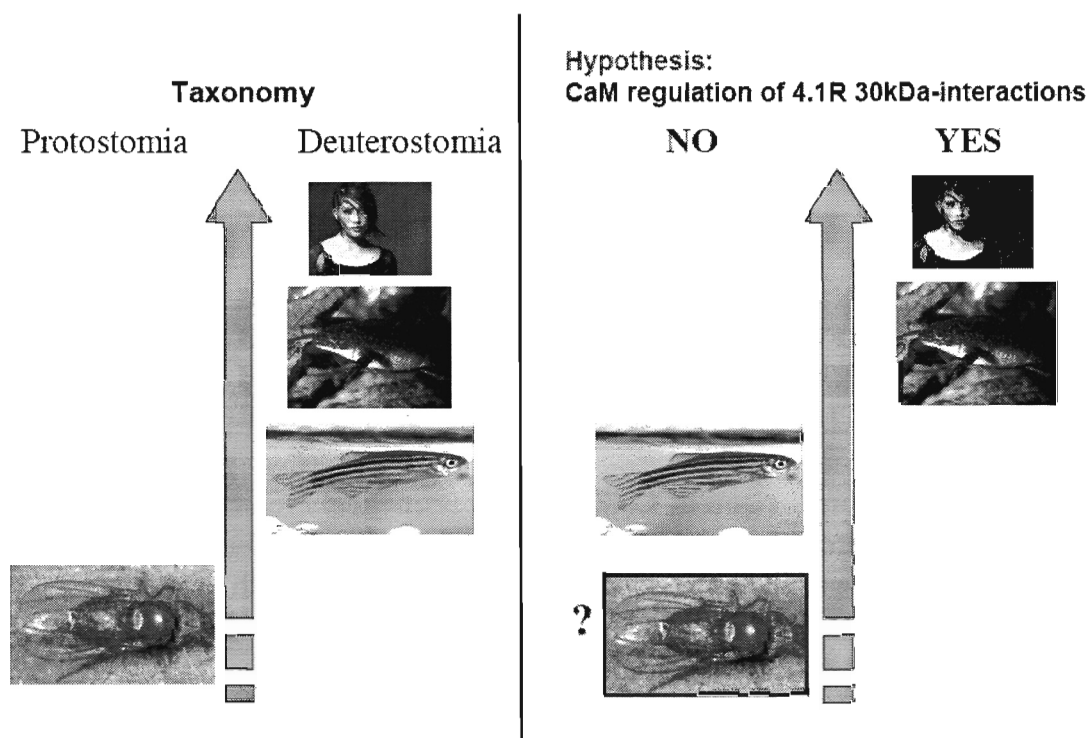 Taxonomy
Protostomia
Deuterostomia
Hypothesis:
CaM regulation of 4.1R 30kDa-interactions
NO
YES
?